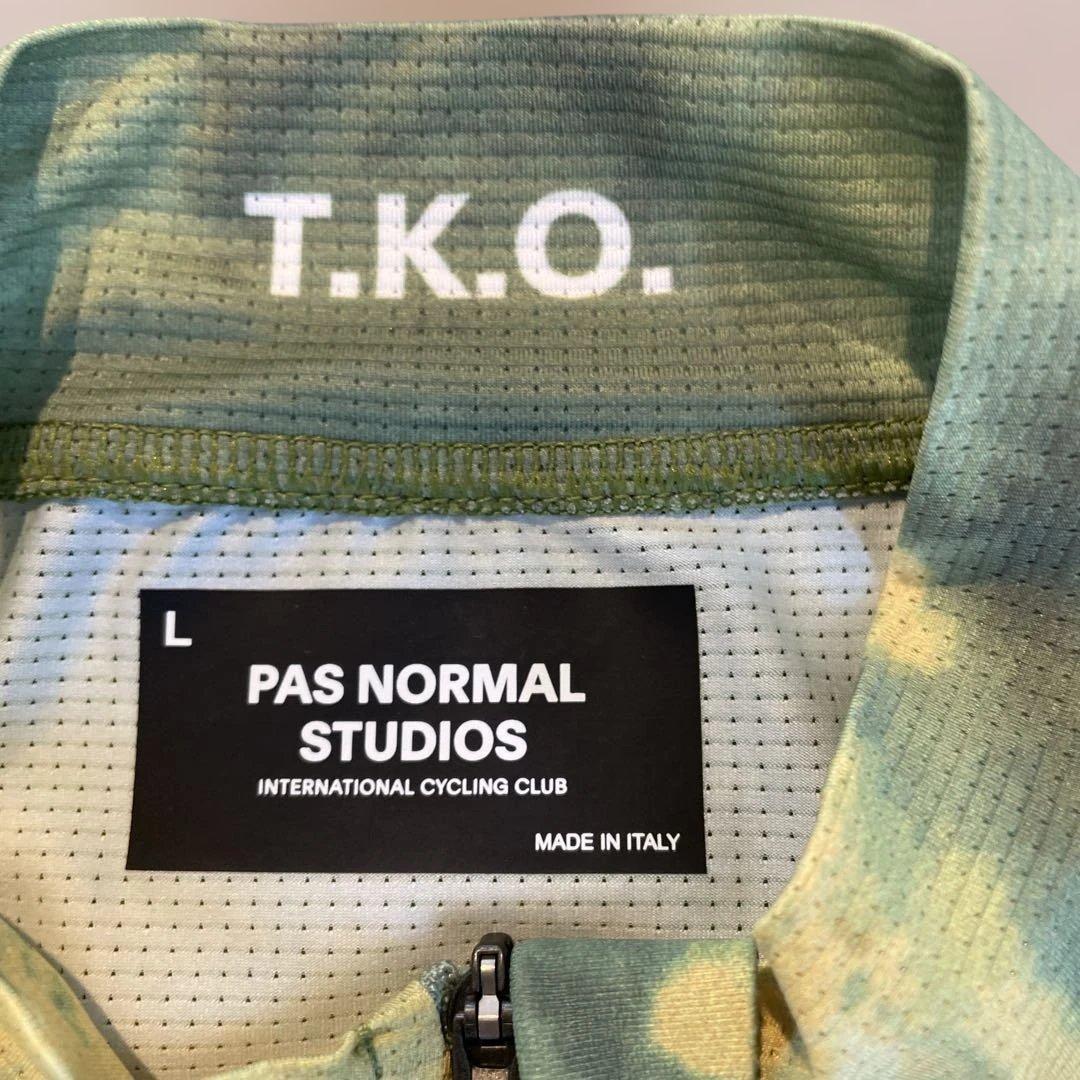 T.K.O.
L
PAS NORMAL
STUDIOS
INTERNATIONAL CYCLING CLUB
MADE IN ITALY